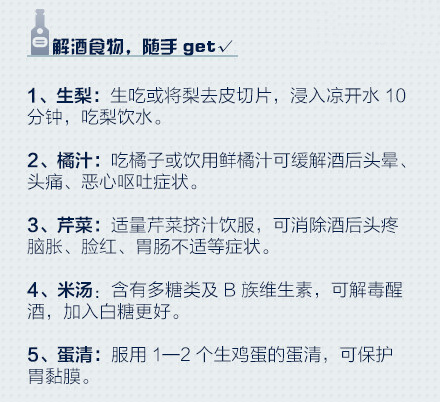 解酒食物，随手 get√
1、生梨：生吃或将梨去皮切片，浸入凉开水 10
分钟，吃梨饮水。
2、橘汁：吃橘子或饮用鲜橘汁可缓解酒后头晕、
头痛、恶心呕吐症状。
3、芹菜：适量芹菜挤汁饮服，可消除酒后头疼
脑胀、脸红、胃肠不适等症状。
4、米汤：含有多糖类及 B 族维生素，可解毒醒
酒，加入白糖更好。
5、蛋清：服用 1—2 个生鸡蛋的蛋清，可保护
胃黏膜。